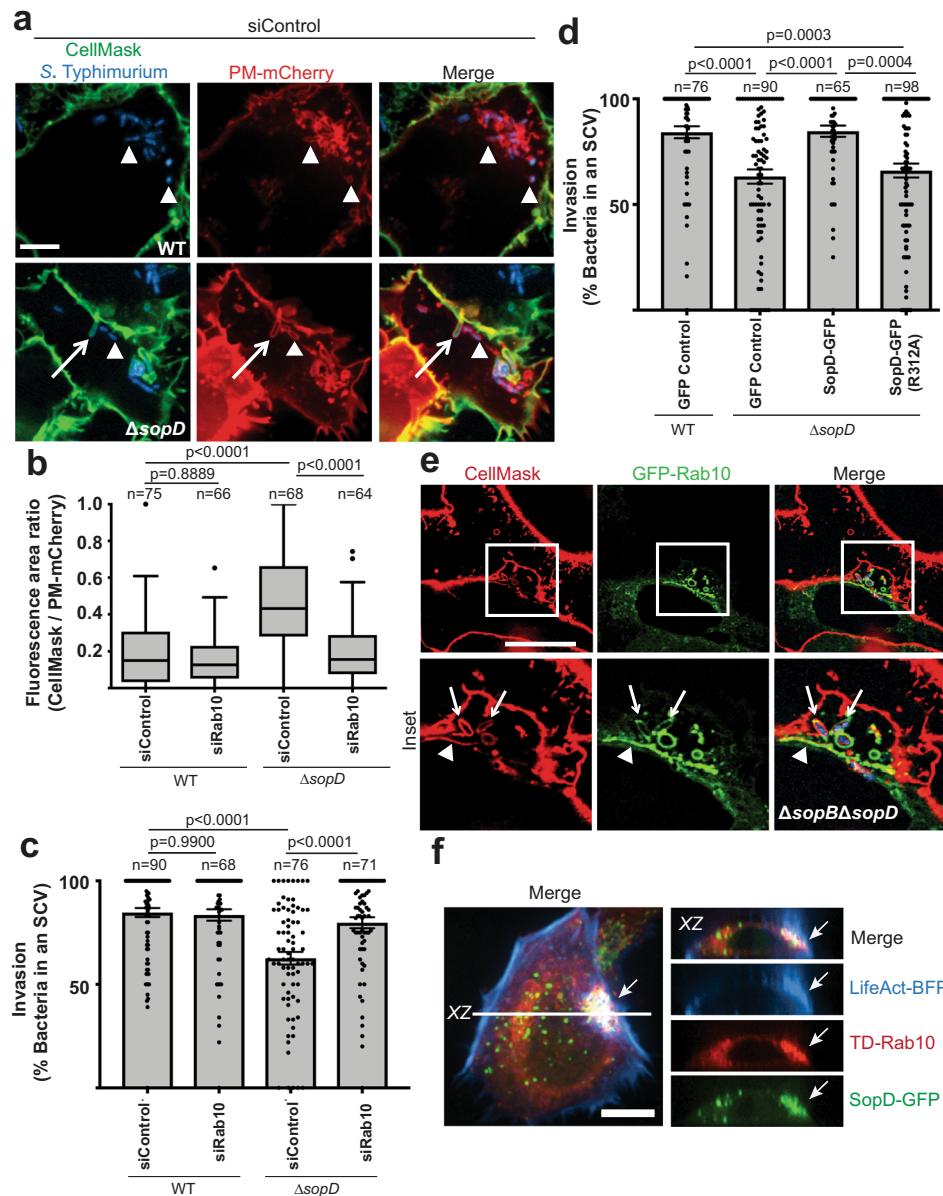 a
siControl
CellMask
S. Typhimurium
PM-mCherry
Merge
WT
ΔsopD
b
p<0.0001
p=0.8889
p<0.0001
n=75
n=66
n=68
n=64
Fluorescence area ratio
(CellMask / PM-mCherry)
1.0
0.8
0.6
0.4
0.2
siControl
siRab10
siControl
siRab10
WT
ΔsopD
c
p<0.0001
p=0.9900
p<0.0001
n=90
n=68
n=76
n=71
Invasion
(% Bacteria in an SCV)
100
50
siControl
siRab10
siControl
siRab10
WT
ΔsopD
d
p=0.0003
p<0.0001
p<0.0001
p=0.0004
n=76
n=90
n=65
n=98
Invasion
(% Bacteria in an SCV)
100
50
GFP Control
GFP Control
SopD-GFP
SopD-GFP
(R312A)
WT
ΔsopD
e
CellMask
GFP-Rab10
Merge
Inset
ΔsopBΔsopD
f
Merge
XZ
XZ
Merge
LifeAct-BFP
TD-Rab10
SopD-GFP